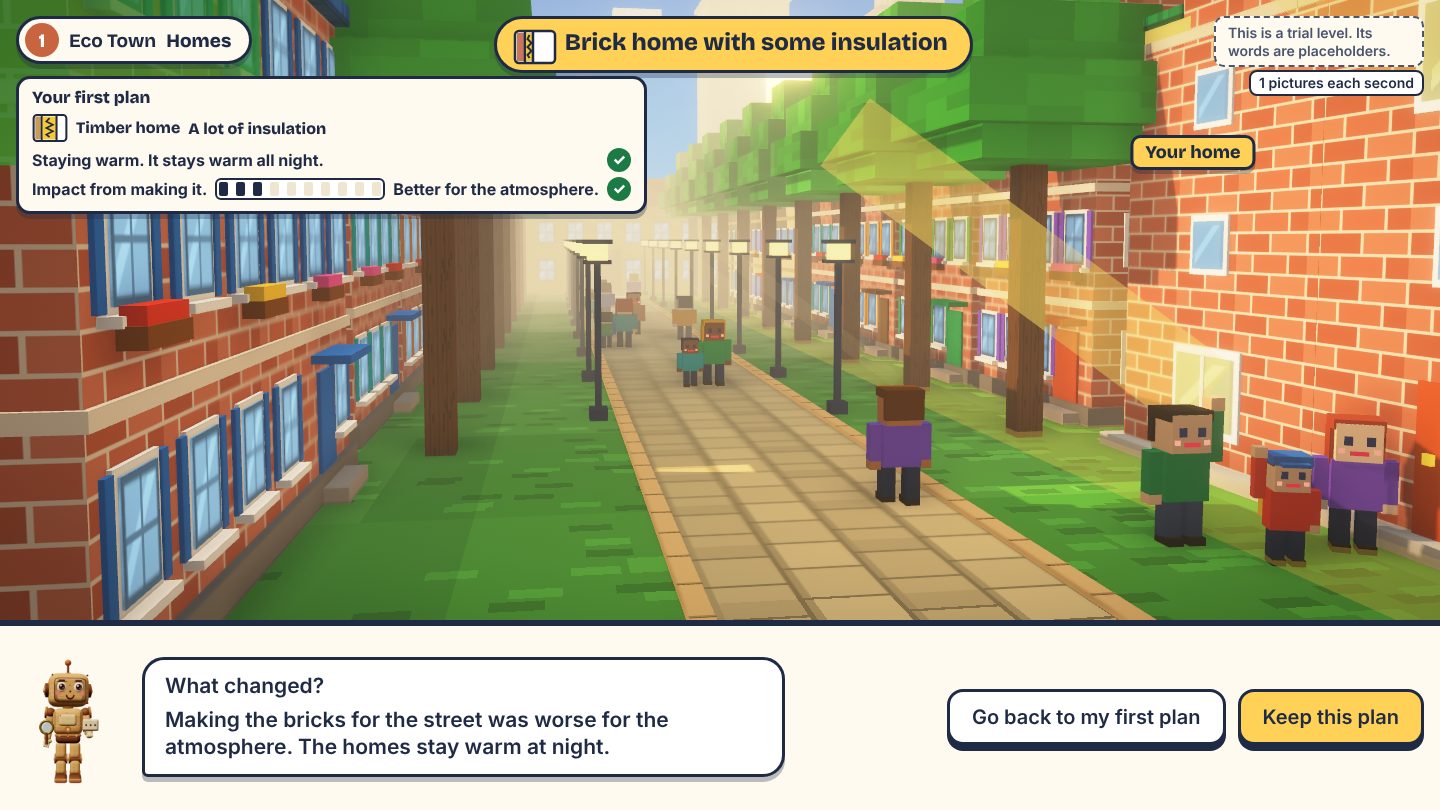 1 Eco Town Homes
Brick home with some insulation
This is a trial level. Its
words are placeholders.
1 pictures each second
Your first plan
Timber home A lot of insulation
Staying warm. It stays warm all night.
Impact from making it. Better for the atmosphere.
Your home
What changed?
Making the bricks for the street was worse for the
atmosphere. The homes stay warm at night.
Go back to my first plan
Keep this plan